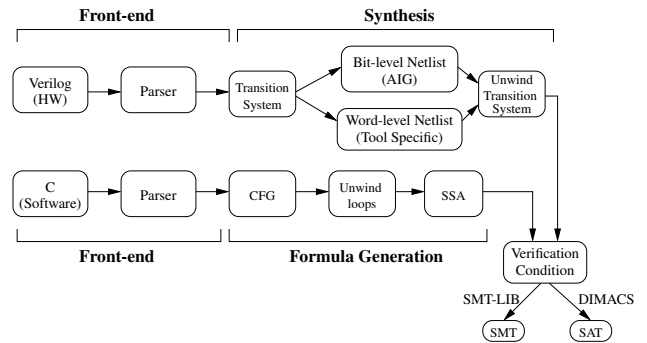 Front-end
Synthesis
Verilog
(HW)
Parser
Transition
System
Bit-level Netlist
(AIG)
Word-level Netlist
(Tool Specific)
Unwind
Transition
System
C
(Software)
Parser
CFG
Unwind
loops
SSA
Front-end
Formula Generation
Verification
Condition
SMT-LIB
DIMACS
SMT
SAT